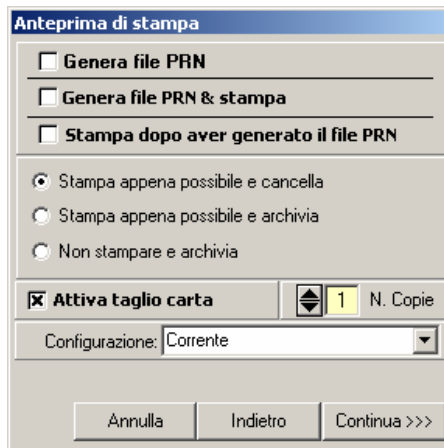 Anteprima di stampa
Genera file PRN
Genera file PRN & stampa
Stampa dopo aver generato il file PRN
Stampa appena possibile e cancella
Stampa appena possibile e archivia
Non stampare e archivia
Attiva taglio carta 1 N. Copie
Configurazione: Corrente
Annulla Indietro Continua >>>